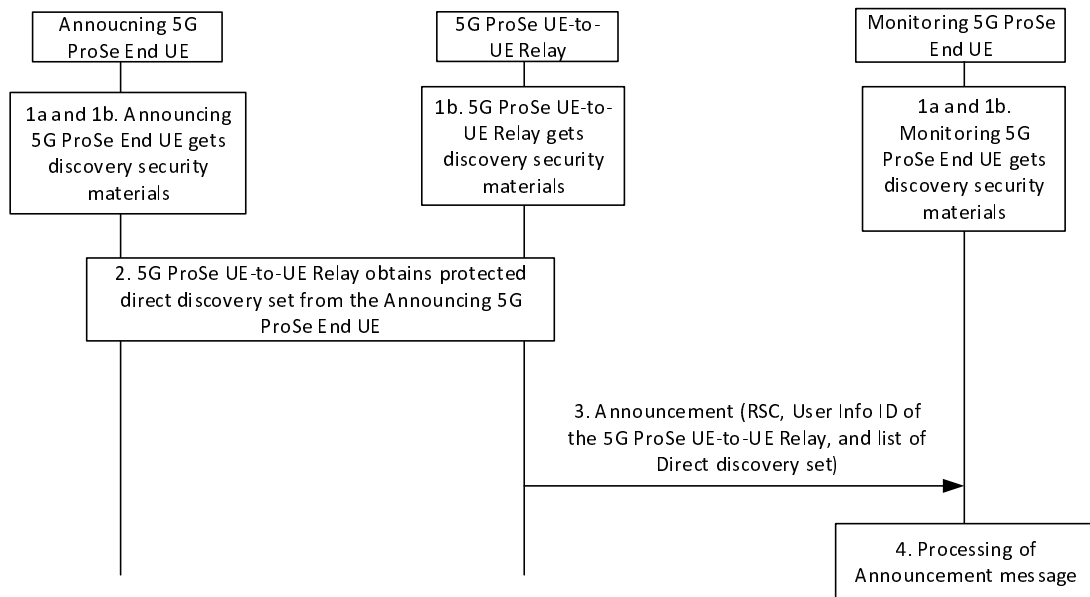 Annoucning 5G
ProSe End UE
5G ProSe UE-to-
UE Relay
Monitoring 5G ProSe
End UE
1a and 1b. Announcing
5G ProSe End UE gets
discovery security
materials
1b. 5G ProSe UE-to-
UE Relay gets
discovery security
materials
1a and 1b.
Monitoring 5G
ProSe End UE gets
discovery security
materials
2. 5G ProSe UE-to-UE Relay obtains protected
direct discovery set from the Announcing 5G
ProSe End UE
3. Announcement (RSC, User Info ID of
the 5G ProSe UE-to-UE Relay, and list of
Direct discovery set)
4. Processing of
Announcement message